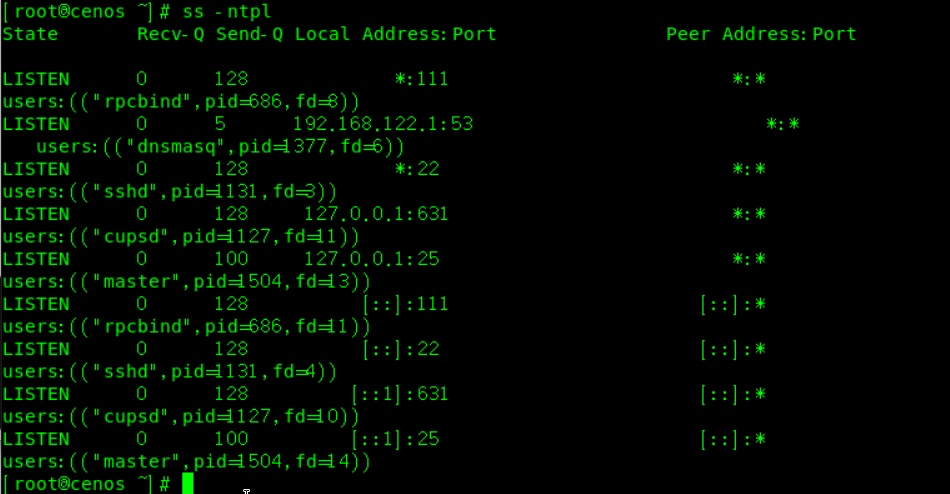 [root@cenos ~]# ss -ntpl
State Recv-Q Send-Q Local Address:Port Peer Address:Port
LISTEN 0 128 *:111 *:*
users:(("rpcbind",pid=686,fd=8))
LISTEN 0 5 192.168.122.1:53 *:*
users:(("dnsmasq",pid=1377,fd=6))
LISTEN 0 128 *:22 *:*
users:(("sshd",pid=1131,fd=3))
LISTEN 0 128 127.0.0.1:631 *:*
users:(("cupsd",pid=1127,fd=11))
LISTEN 0 100 127.0.0.1:25 *:*
users:(("master",pid=1504,fd=13))
LISTEN 0 128 [::]:111 [::]:*
users:(("rpcbind",pid=686,fd=11))
LISTEN 0 128 [::]:22 [::]:*
users:(("sshd",pid=1131,fd=4))
LISTEN 0 128 [::1]:631 [::]:*
users:(("cupsd",pid=1127,fd=10))
LISTEN 0 100 [::1]:25 [::]:*
users:(("master",pid=1504,fd=14))
[root@cenos ~]#